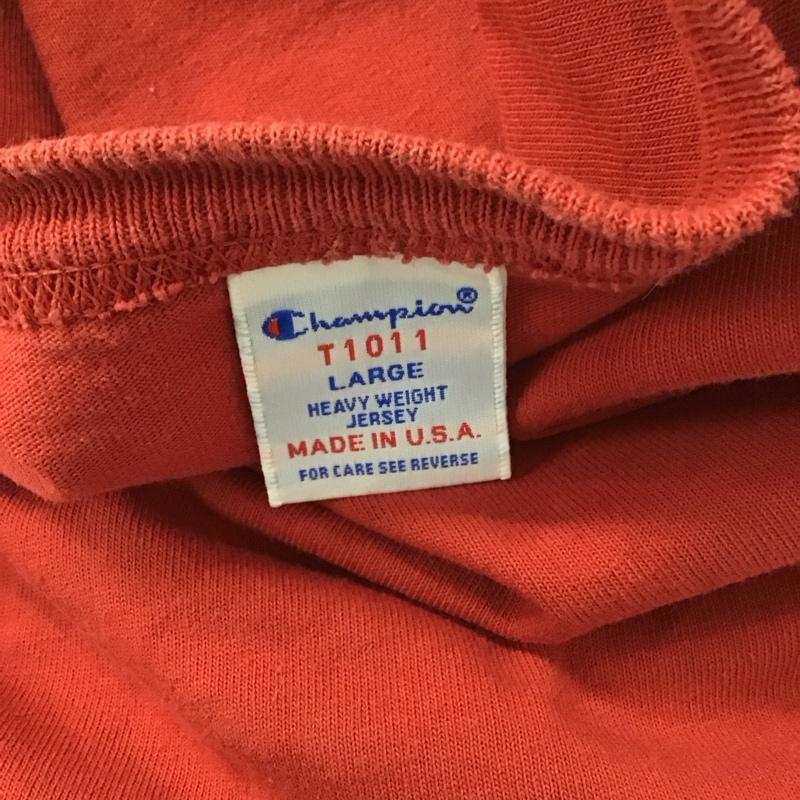 Champion®
T1011
LARGE
HEAVY WEIGHT
JERSEY
MADE IN U.S.A.
FOR CARE SEE REVERSE